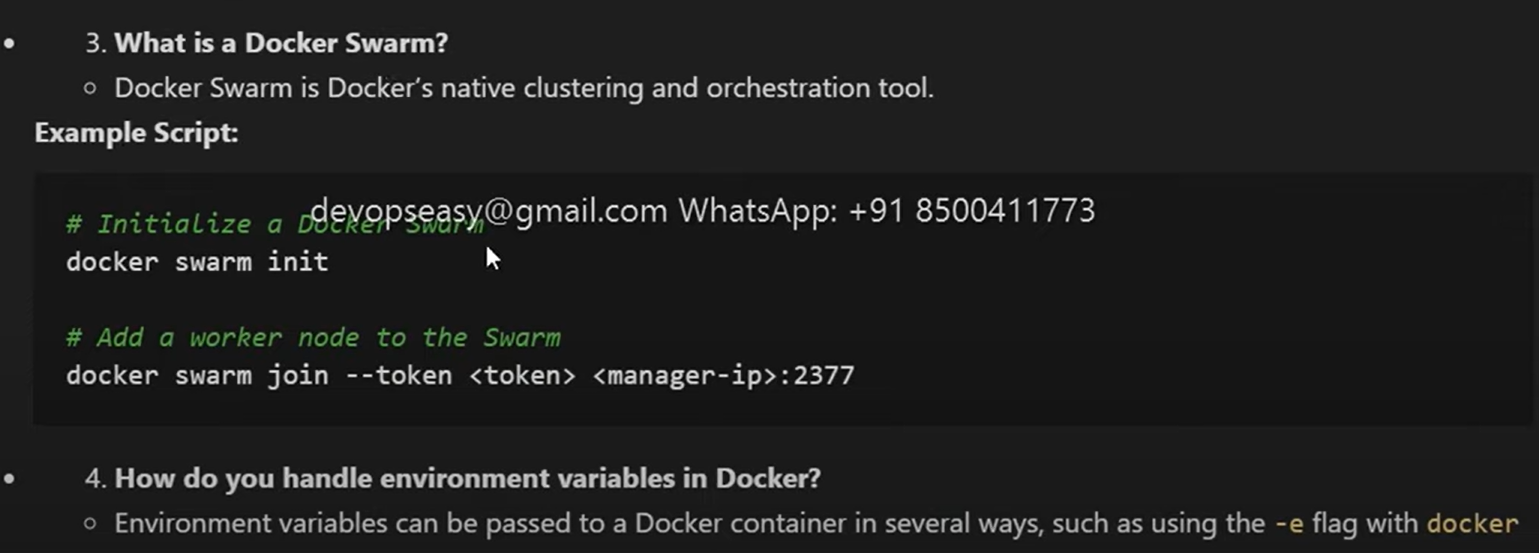 3. What is a Docker Swarm?
Docker Swarm is Docker's native clustering and orchestration tool.
Example Script:
devopseasy@gmail.com WhatsApp: +91 8500411773
# Initialize a Docker Swarm
docker swarm init
# Add a worker node to the Swarm
docker swarm join --token <token> <manager-ip>:2377
4. How do you handle environment variables in Docker?
Environment variables can be passed to a Docker container in several ways, such as using the -e flag with docker